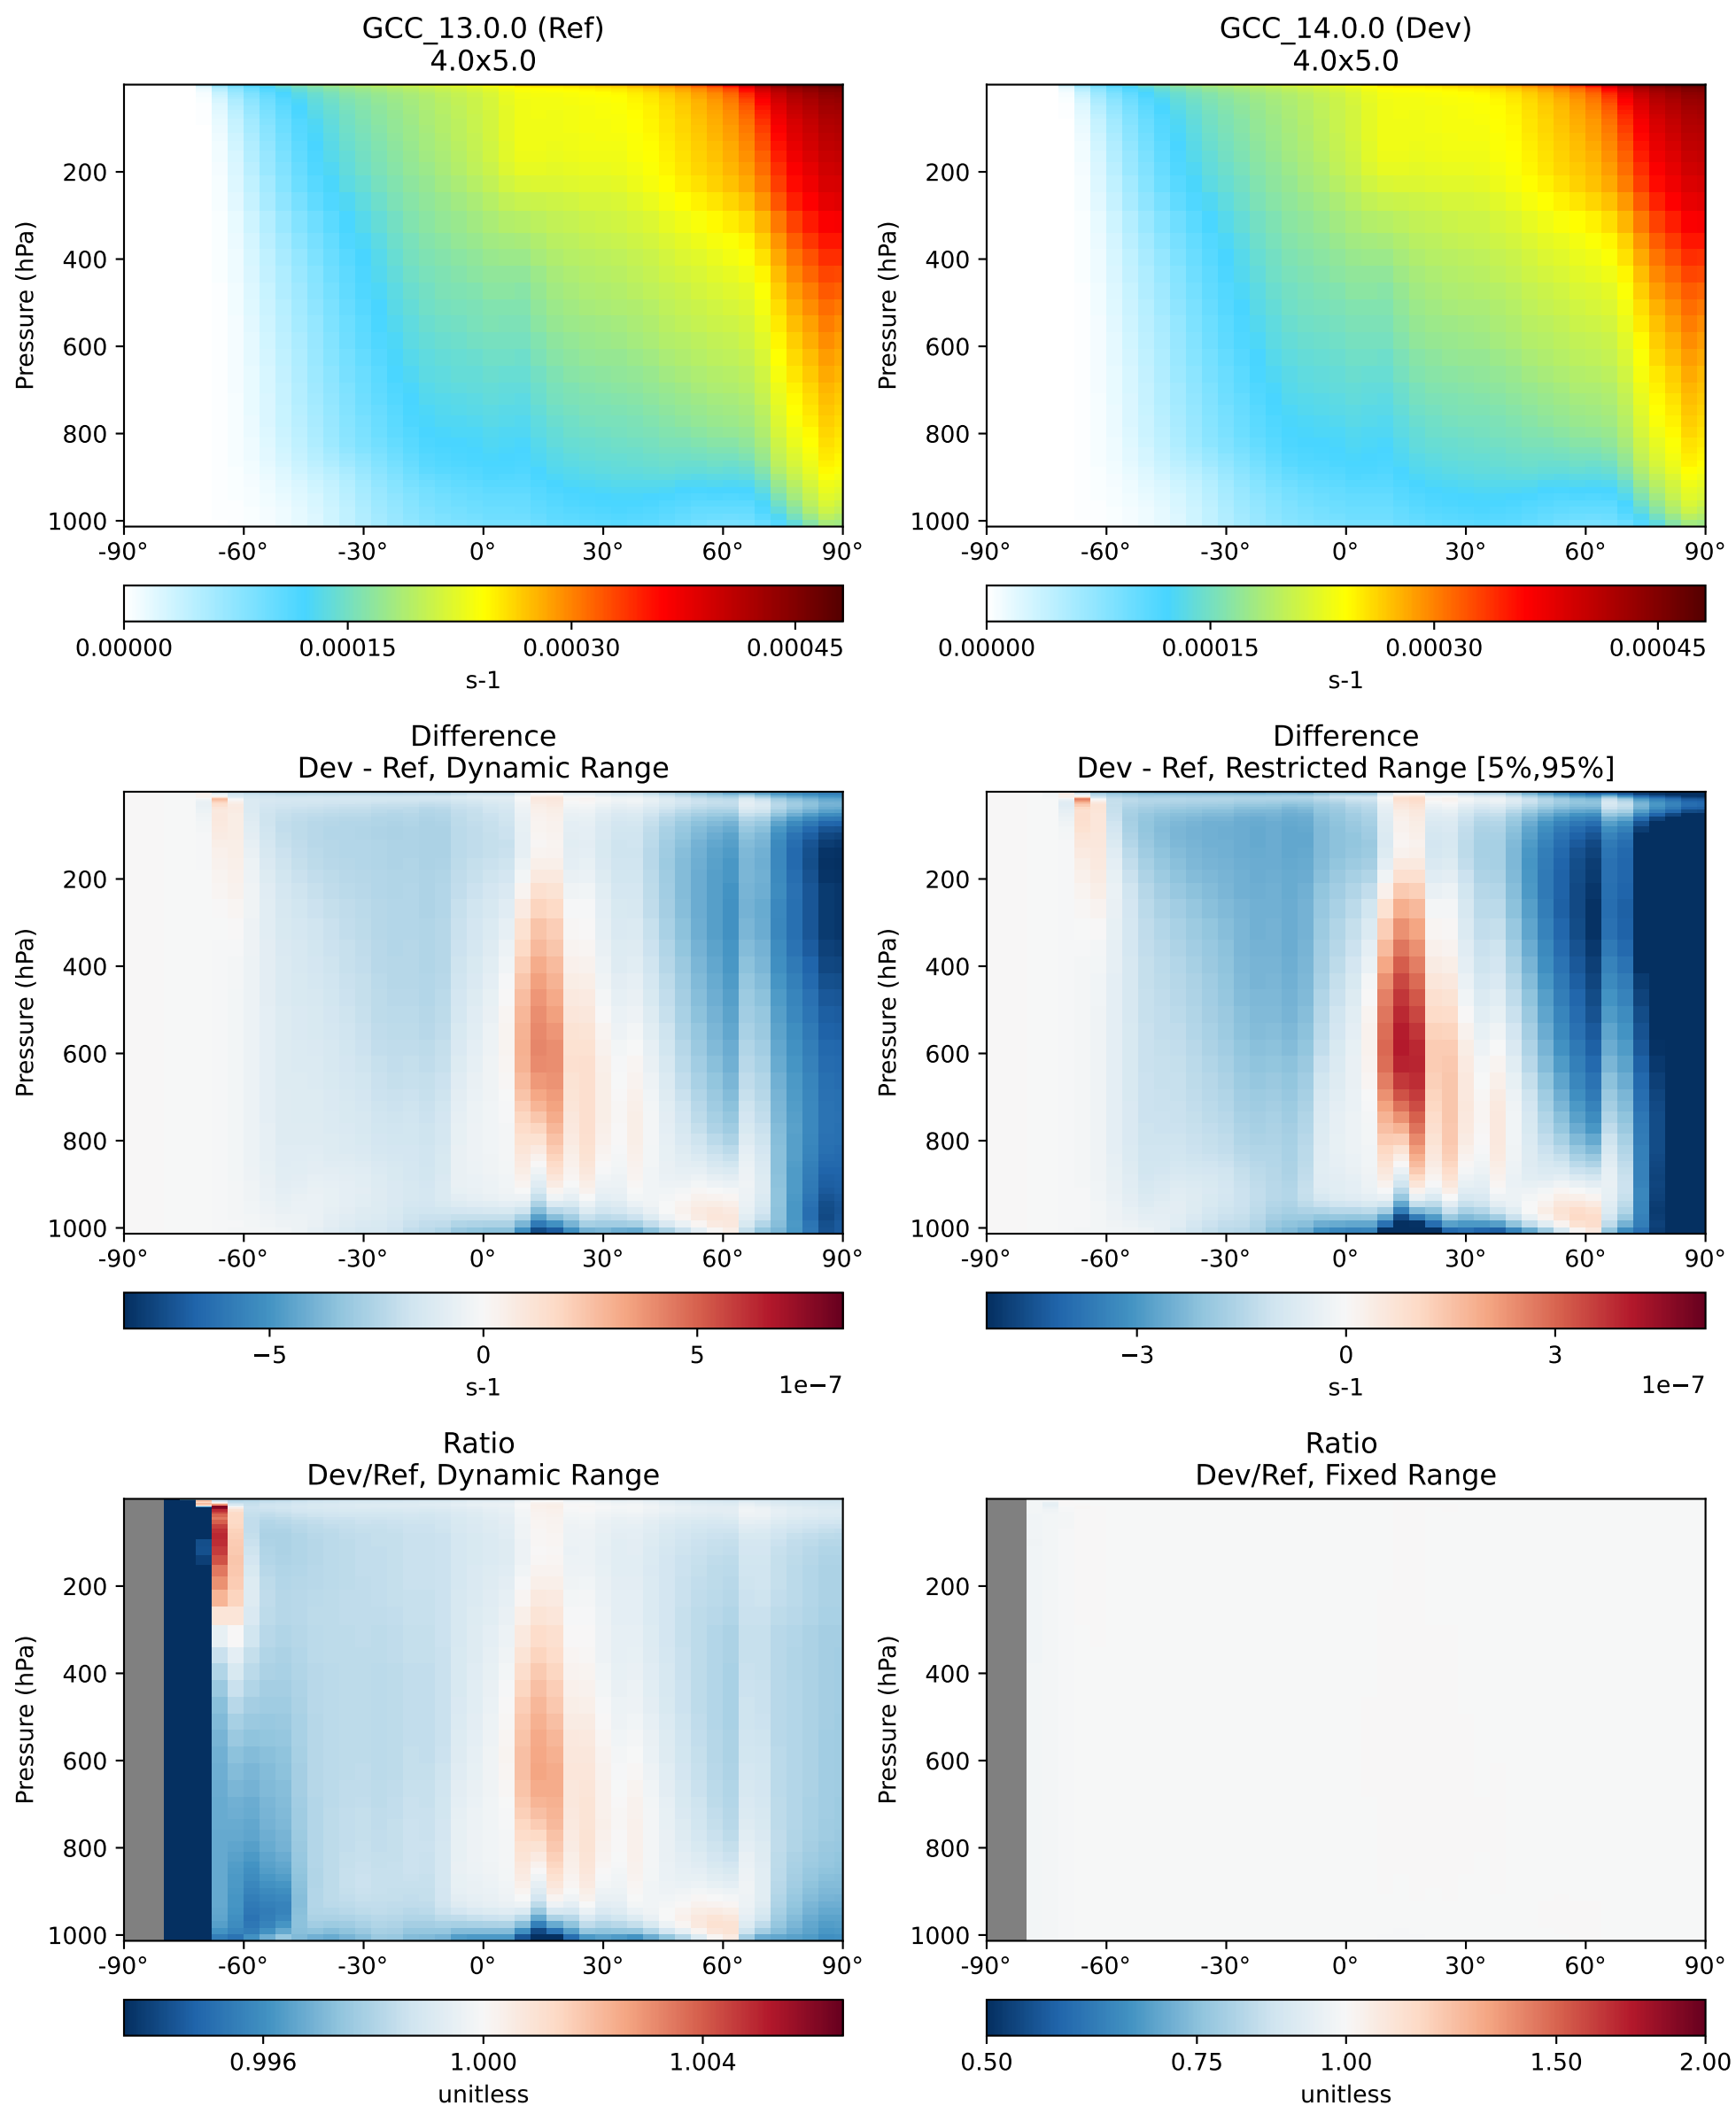 GCC_13.0.0 (Ref)
4.0x5.0
GCC_14.0.0 (Dev)
4.0x5.0
Pressure (hPa)
200
400
600
800
1000
-90° -60° -30° 0° 30° 60° 90°
Pressure (hPa)
200
400
600
800
1000
-90° -60° -30° 0° 30° 60° 90°
0.00000 0.00015 0.00030 0.00045
s-1
0.00000 0.00015 0.00030 0.00045
s-1
Difference
Dev - Ref, Dynamic Range
Difference
Dev - Ref, Restricted Range [5%,95%]
Pressure (hPa)
200
400
600
800
1000
-90° -60° -30° 0° 30° 60° 90°
Pressure (hPa)
200
400
600
800
1000
-90° -60° -30° 0° 30° 60° 90°
−5 0 5
s-1 1e−7
−3 0 3
s-1 1e−7
Ratio
Dev/Ref, Dynamic Range
Ratio
Dev/Ref, Fixed Range
Pressure (hPa)
200
400
600
800
1000
-90° -60° -30° 0° 30° 60° 90°
Pressure (hPa)
200
400
600
800
1000
-90° -60° -30° 0° 30° 60° 90°
0.996 1.000 1.004
unitless
0.50 0.75 1.00 1.50 2.00
unitless